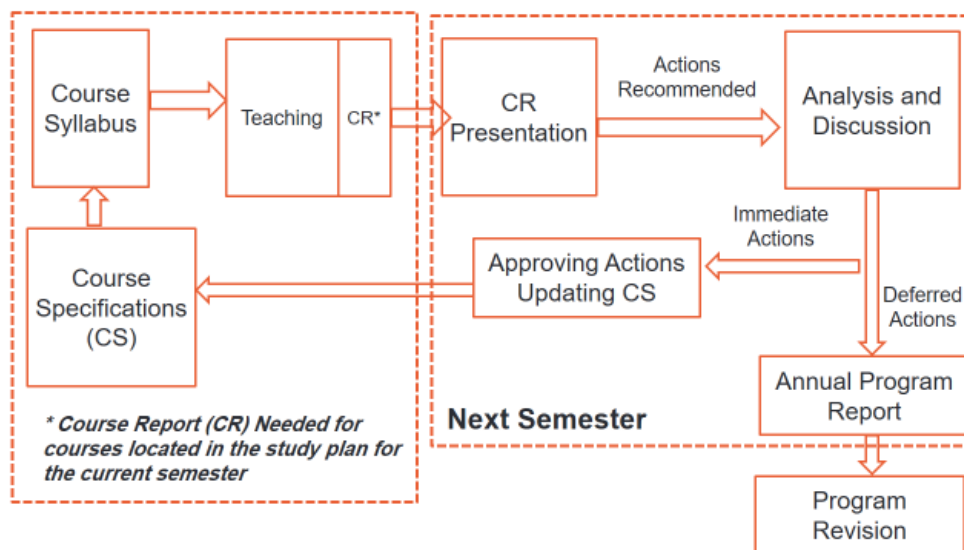 Course
Syllabus
Teaching
CR*
CR
Presentation
Actions
Recommended
Analysis and
Discussion
Immediate
Actions
Approving Actions
Updating CS
Course
Specifications
(CS)
Deferred
Actions
Annual Program
Report
* Course Report (CR) Needed for
courses located in the study plan for
the current semester
Next Semester
Program
Revision